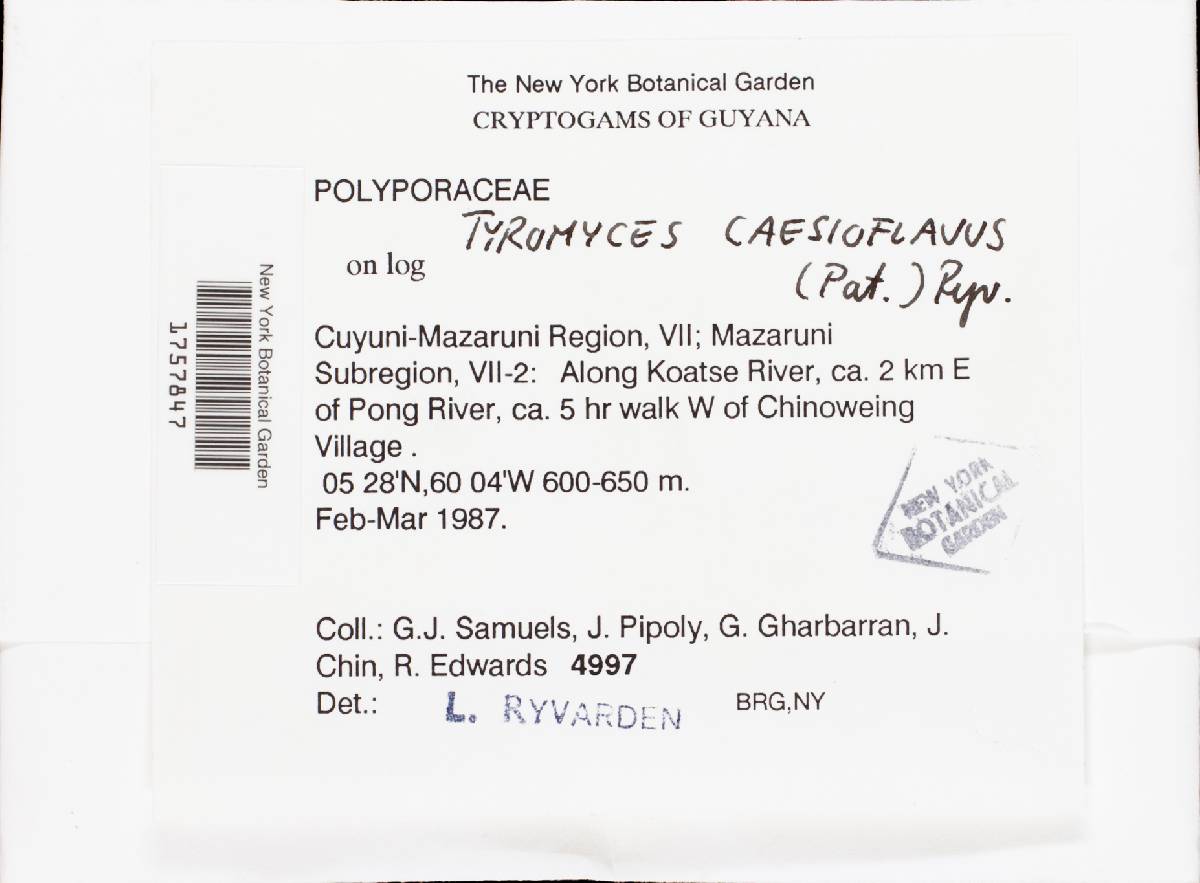 The New York Botanical Garden
CRYPTOGAMS OF GUYANA
POLYPORACEAE
TYROMYCES CAESIOFLAVUS
on log
(Pat.) Ryv.
Cuyuni-Mazaruni Region, VII; Mazaruni
Subregion, VII-2: Along Koatse River, ca. 2 km E
of Pong River, ca. 5 hr walk W of Chinoweing
Village .
05 28'N,60 04'W 600-650 m.
Feb-Mar 1987.
NEW YORK
BOTANICAL
GARDEN
Coll.: G.J. Samuels, J. Pipoly, G. Gharbarran, J.
Chin, R. Edwards 4997
Det.: L. RYVARDEN BRG,NY
New York Botanical Garden
1757847